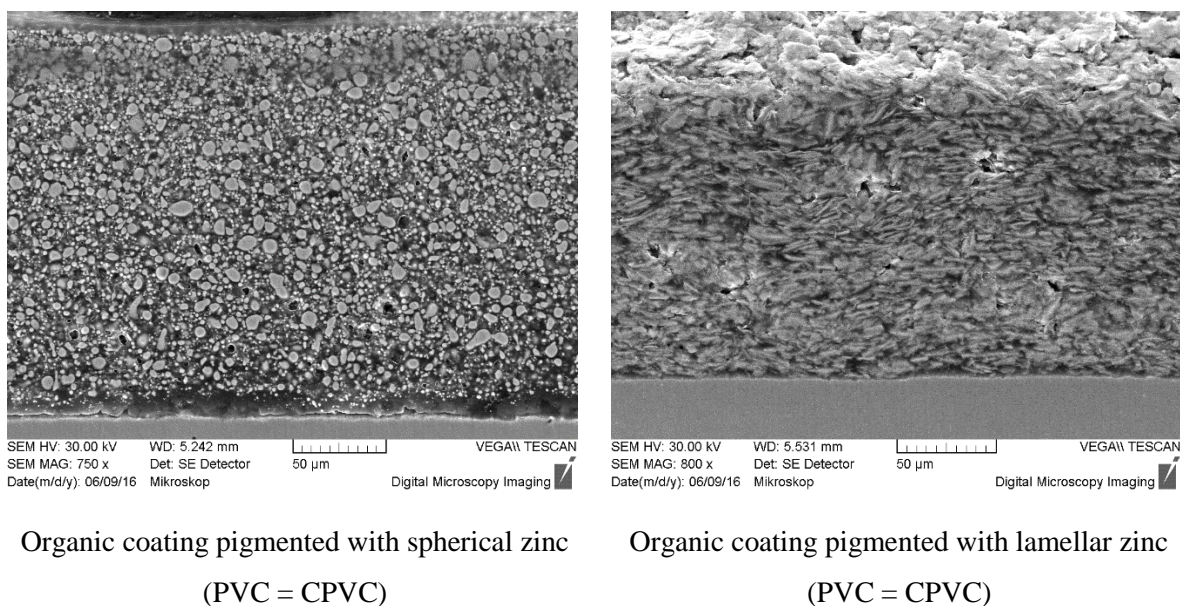 SEM HV: 30.00 kV WD: 5.242 mm VEGA\\ TESCAN
SEM MAG: 750 x Det: SE Detector 50 µm
Date(m/d/y): 06/09/16 Mikroskop Digital Microscopy Imaging
SEM HV: 30.00 kV WD: 5.531 mm VEGA\\ TESCAN
SEM MAG: 800 x Det: SE Detector 50 µm
Date(m/d/y): 06/09/16 Mikroskop Digital Microscopy Imaging
Organic coating pigmented with spherical zinc
(PVC = CPVC)
Organic coating pigmented with lamellar zinc
(PVC = CPVC)